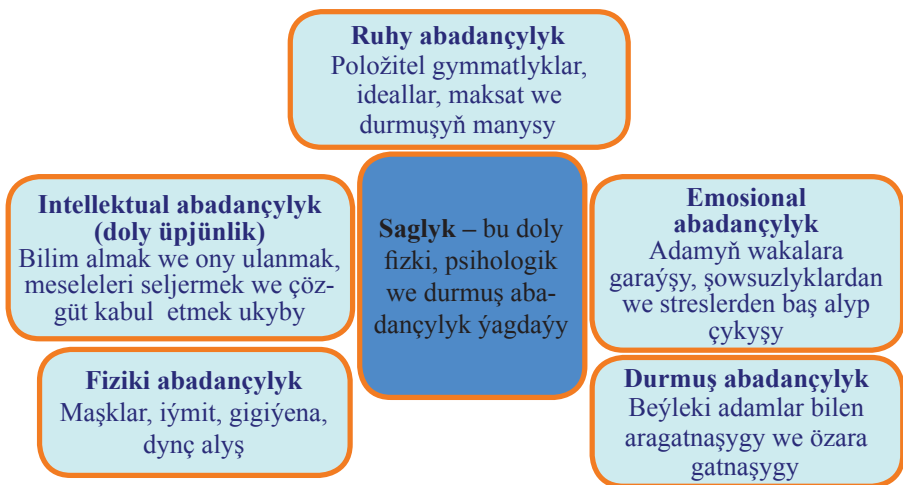 Ruhy abadançylyk
Položitel gymmatlyklar,
ideallar, maksat we
durmuşyň manysy
Intellektual abadançylyk
(doly üpjünlik)
Bilim almak we ony ulanmak,
meseleleri seljermek we çöz-
güt kabul etmek ukyby
Saglyk – bu doly
fizki, psihologik
we durmuş aba-
dançylyk ýagdaýy
Emosional
abadançylyk
Adamyň wakalara
garaýşy, şowsuzlyklardan
we streslerden baş alyp
çykyşy
Fiziki abadançylyk
Maşklar, iýmit, gigiýena,
dynç alyş
Durmuş abadançylyk
Beýleki adamlar bilen
aragatnaşygy we özara
gatnaşygy